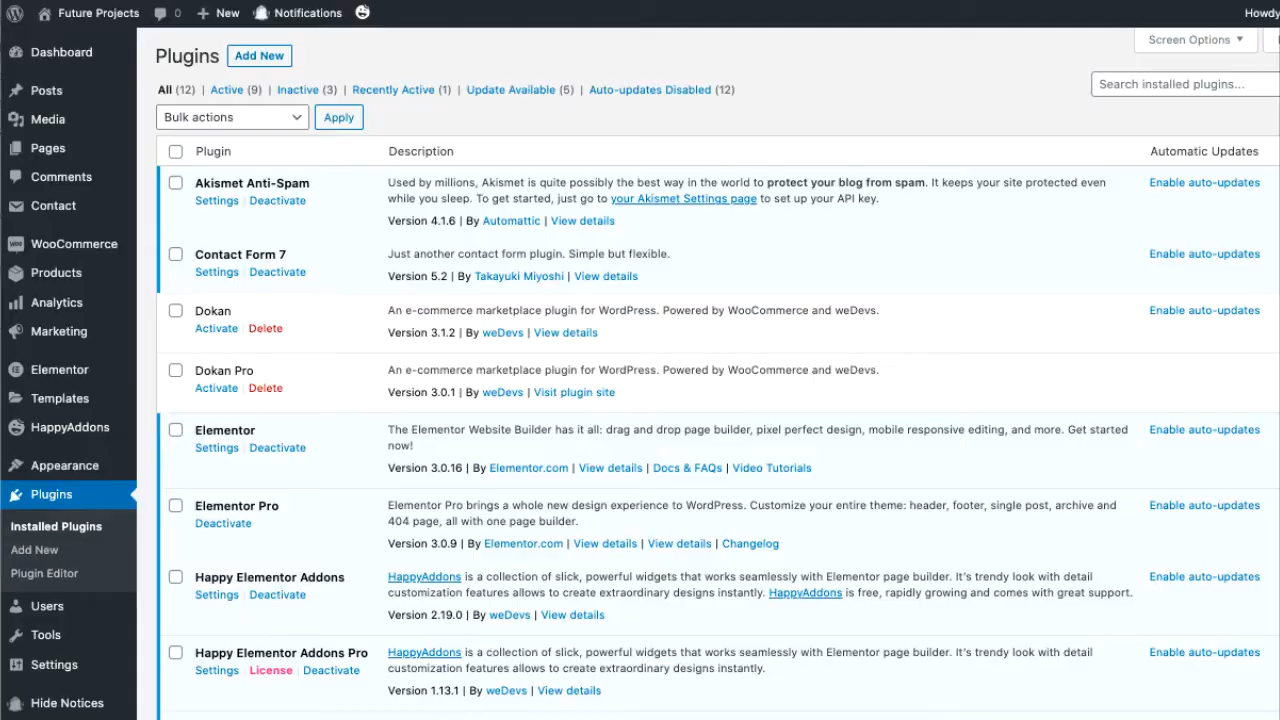 Future Projects 0 New Notifications Howdy
Dashboard
Posts
Media
Pages
Comments
Contact
WooCommerce
Products
Analytics
Marketing
Elementor
Templates
HappyAddons
Appearance
Plugins
Installed Plugins
Add New
Plugin Editor
Users
Tools
Settings
Hide Notices
Screen Options
Plugins Add New
All (12) | Active (9) | Inactive (3) | Recently Active (1) | Update Available (5) | Auto-updates Disabled (12)
Search installed plugins...
Bulk actions Apply
Plugin Description Automatic Updates
Akismet Anti-Spam
Settings | Deactivate
Used by millions, Akismet is quite possibly the best way in the world to protect your blog from spam. It keeps your site protected even
while you sleep. To get started, just go to your Akismet Settings page to set up your API key.
Version 4.1.6 | By Automattic | View details
Enable auto-updates
Contact Form 7
Settings | Deactivate
Just another contact form plugin. Simple but flexible.
Version 5.2 | By Takayuki Miyoshi | View details
Enable auto-updates
Dokan
Activate | Delete
An e-commerce marketplace plugin for WordPress. Powered by WooCommerce and weDevs.
Version 3.1.2 | By weDevs | View details
Enable auto-updates
Dokan Pro
Activate | Delete
An e-commerce marketplace plugin for WordPress. Powered by WooCommerce and weDevs.
Version 3.0.1 | By weDevs | Visit plugin site
Elementor
Settings | Deactivate
The Elementor Website Builder has it all: drag and drop page builder, pixel perfect design, mobile responsive editing, and more. Get started
now!
Version 3.0.16 | By Elementor.com | View details | Docs & FAQs | Video Tutorials
Enable auto-updates
Elementor Pro
Deactivate
Elementor Pro brings a whole new design experience to WordPress. Customize your entire theme: header, footer, single post, archive and
404 page, all with one page builder.
Version 3.0.9 | By Elementor.com | View details | View details | Changelog
Enable auto-updates
Happy Elementor Addons
Settings | Deactivate
HappyAddons is a collection of slick, powerful widgets that works seamlessly with Elementor page builder. It's trendy look with detail
customization features allows to create extraordinary designs instantly. HappyAddons is free, rapidly growing and comes with great support.
Version 2.19.0 | By weDevs | View details
Enable auto-updates
Happy Elementor Addons Pro
Settings | License | Deactivate
HappyAddons is a collection of slick, powerful widgets that works seamlessly with Elementor page builder. It's trendy look with detail
customization features allows to create extraordinary designs instantly.
Version 1.13.1 | By weDevs | View details
Enable auto-updates